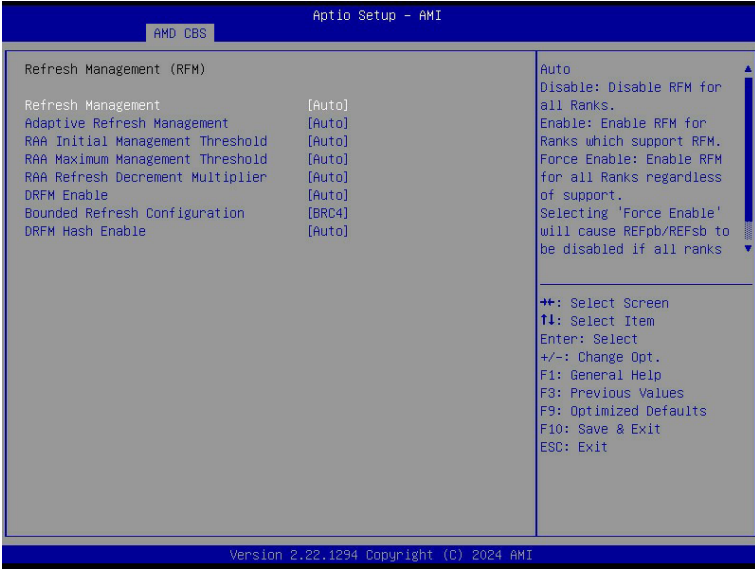 Aptio Setup – AMI
AMD CBS
Refresh Management (RFM)
Refresh Management [Auto]
Adaptive Refresh Management [Auto]
RAA Initial Management Threshold [Auto]
RAA Maximum Management Threshold [Auto]
RAA Refresh Decrement Multiplier [Auto]
DRFM Enable [Auto]
Bounded Refresh Configuration [BRC4]
DRFM Hash Enable [Auto]
Auto
Disable: Disable RFM for
all Ranks.
Enable: Enable RFM for
Ranks which support RFM.
Force Enable: Enable RFM
for all Ranks regardless
of support.
Selecting 'Force Enable'
will cause REFpb/REFsb to
be disabled if all ranks
→←: Select Screen
↑↓: Select Item
Enter: Select
+/-: Change Opt.
F1: General Help
F3: Previous Values
F9: Optimized Defaults
F10: Save & Exit
ESC: Exit
Version 2.22.1294 Copyright (C) 2024 AMI